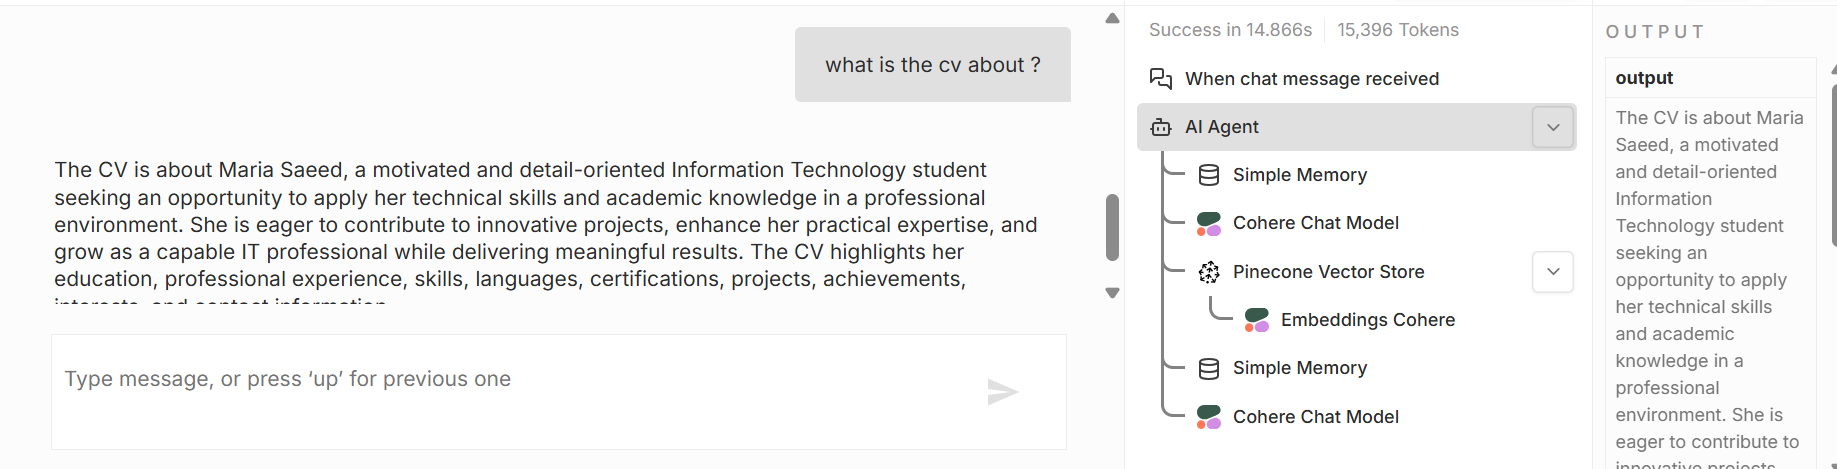 what is the cv about ?
The CV is about Maria Saeed, a motivated and detail-oriented Information Technology student
seeking an opportunity to apply her technical skills and academic knowledge in a professional
environment. She is eager to contribute to innovative projects, enhance her practical expertise, and
grow as a capable IT professional while delivering meaningful results. The CV highlights her
education, professional experience, skills, languages, certifications, projects, achievements,
interests, and contact information.
Type message, or press ‘up’ for previous one
Success in 14.866s
15,396 Tokens
When chat message received
AI Agent
Simple Memory
Cohere Chat Model
Pinecone Vector Store
Embeddings Cohere
Simple Memory
Cohere Chat Model
OUTPUT
output
The CV is about Maria
Saeed, a motivated
and detail-oriented
Information
Technology student
seeking an
opportunity to apply
her technical skills
and academic
knowledge in a
professional
environment. She is
eager to contribute to
innovative projects,